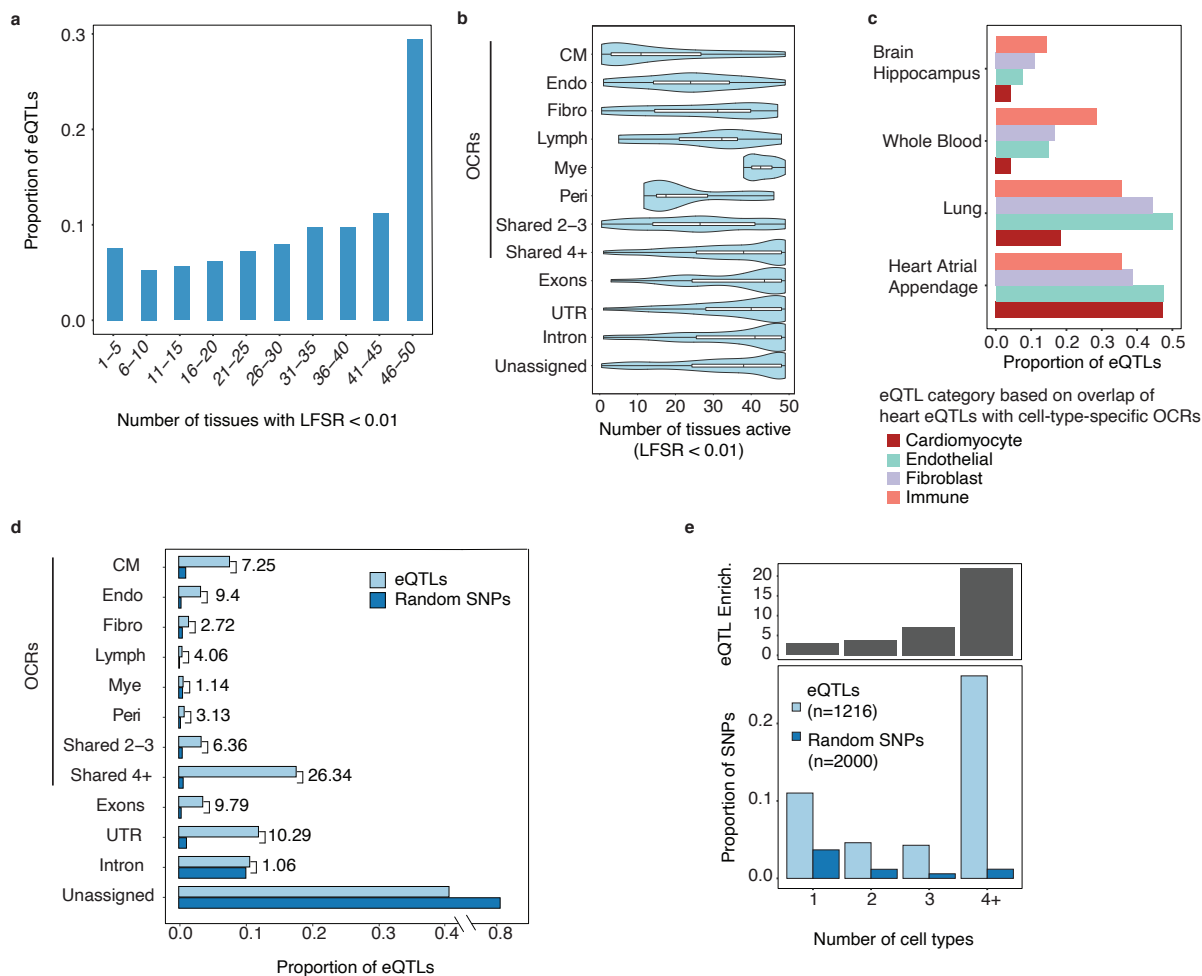 a
0.3
0.2
0.1
0.0
Proportion of eQTLs
1–5
6–10
11–15
16–20
21–25
26–30
31–35
36–40
41–45
46–50
Number of tissues with LFSR < 0.01
b
OCRs
CM
Endo
Fibro
Lymph
Mye
Peri
Shared 2–3
Shared 4+
Exons
UTR
Intron
Unassigned
0 10 20 30 40 50
Number of tissues active
(LFSR < 0.01)
c
Brain
Hippocampus
Whole Blood
Lung
Heart Atrial
Appendage
0.0 0.1 0.2 0.3 0.4 0.5
Proportion of eQTLs
eQTL category based on overlap of
heart eQTLs with cell-type-specific OCRs
Cardiomyocyte
Endothelial
Fibroblast
Immune
d
OCRs
CM
Endo
Fibro
Lymph
Mye
Peri
Shared 2–3
Shared 4+
Exons
UTR
Intron
Unassigned
7.25
9.4
2.72
4.06
1.14
3.13
6.36
26.34
9.79
10.29
1.06
eQTLs
Random SNPs
0.0 0.1 0.2 0.3 0.4 0.8
Proportion of eQTLs
e
eQTL Enrich.
20
15
10
5
0
Proportion of SNPs
0.2
0.1
0.0
eQTLs
(n=1216)
Random SNPs
(n=2000)
1 2 3 4+
Number of cell types